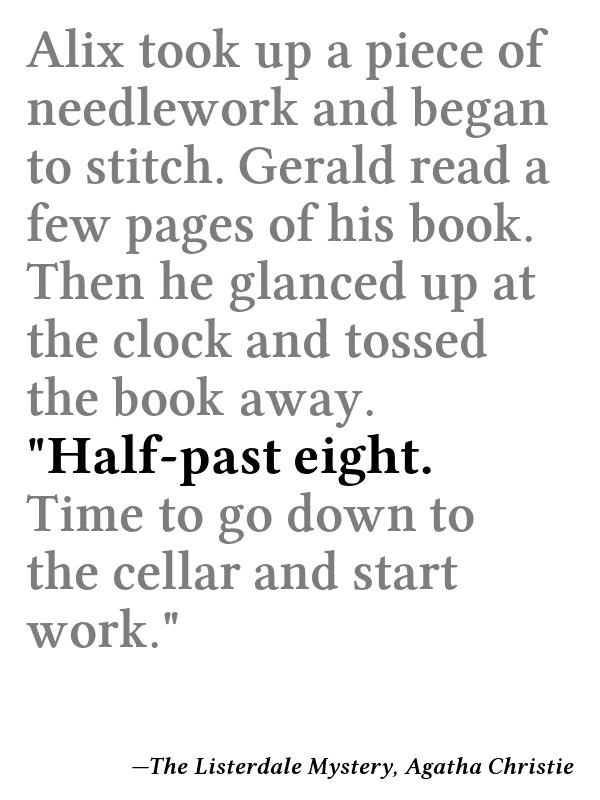 Alix took up a piece of
needlework and began
to stitch. Gerald read a
few pages of his book.
Then he glanced up at
the clock and tossed
the book away.
"Half-past eight.
Time to go down to
the cellar and start
work."
—The Listerdale Mystery, Agatha Christie